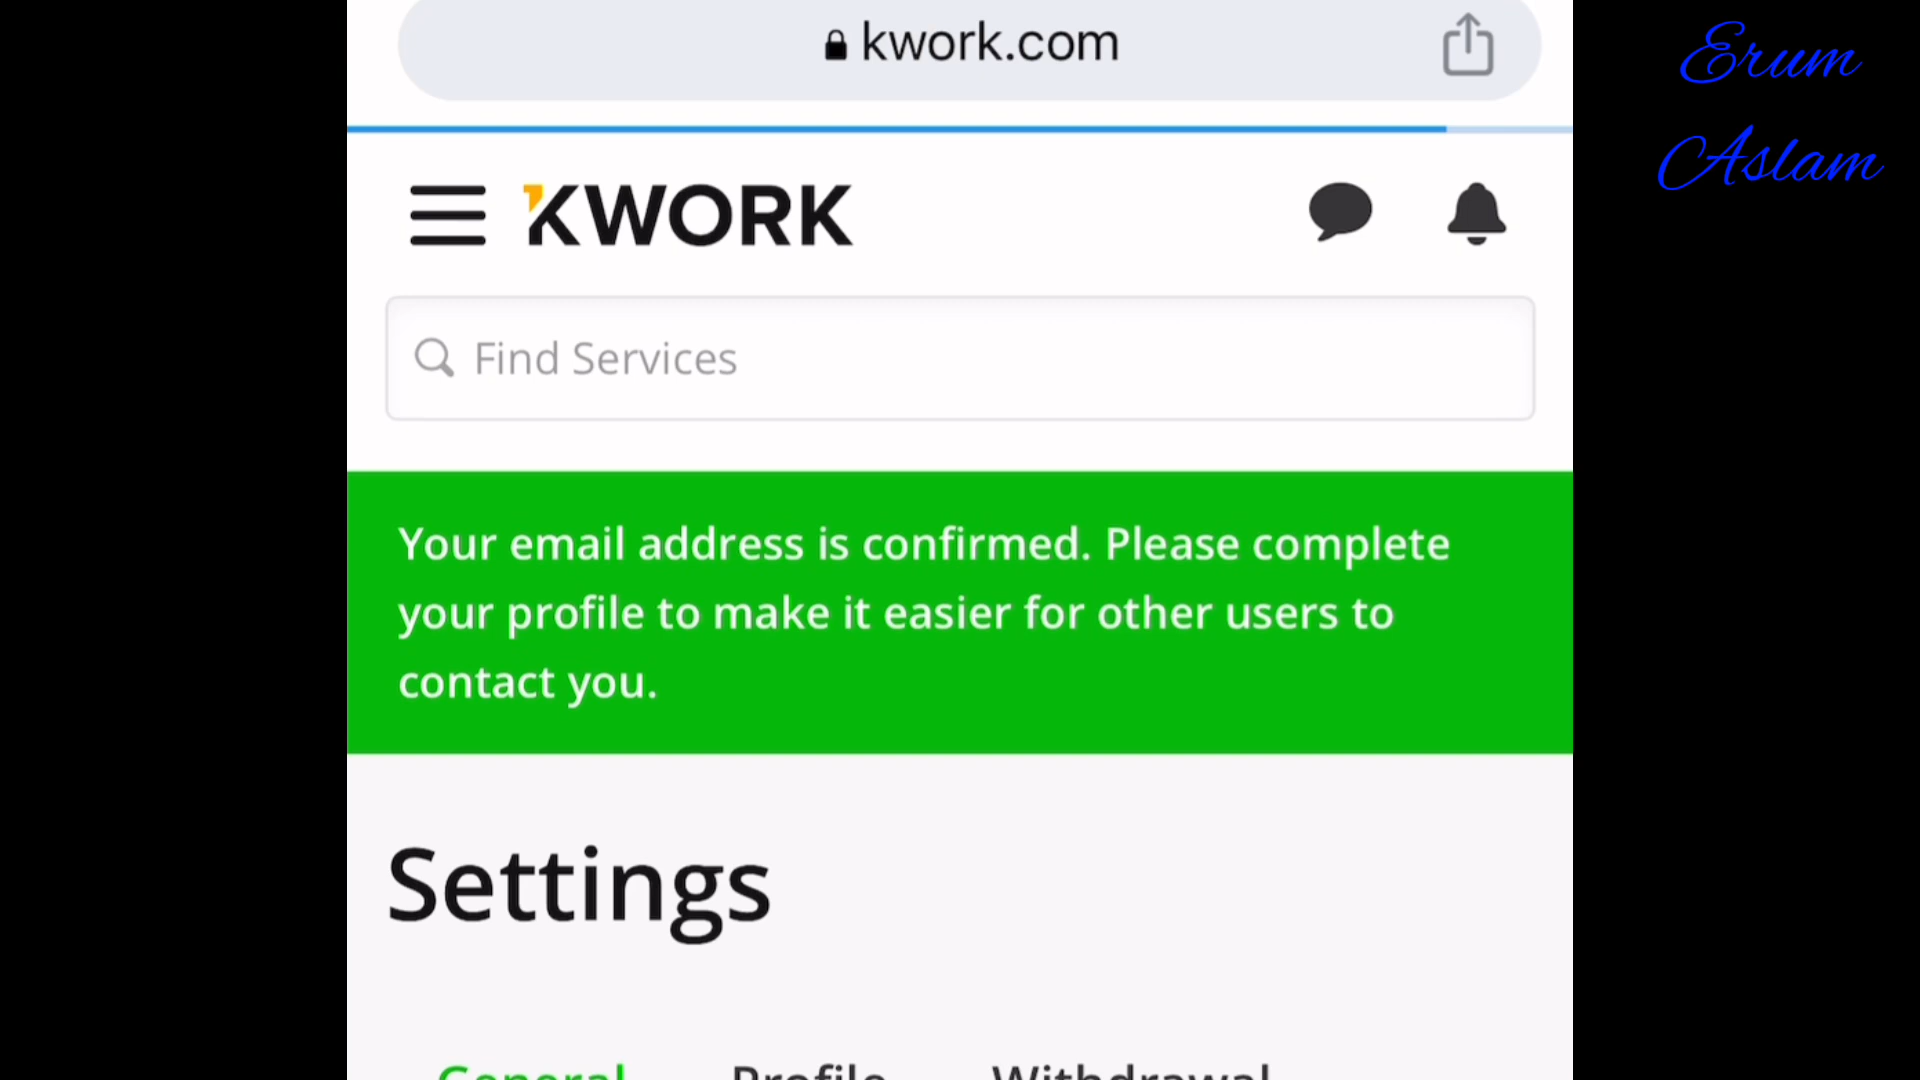 kwork.com
Erum
Aslam
KWORK
Find Services
Your email address is confirmed. Please complete
your profile to make it easier for other users to
contact you.
Settings
General Profile Withdrawal